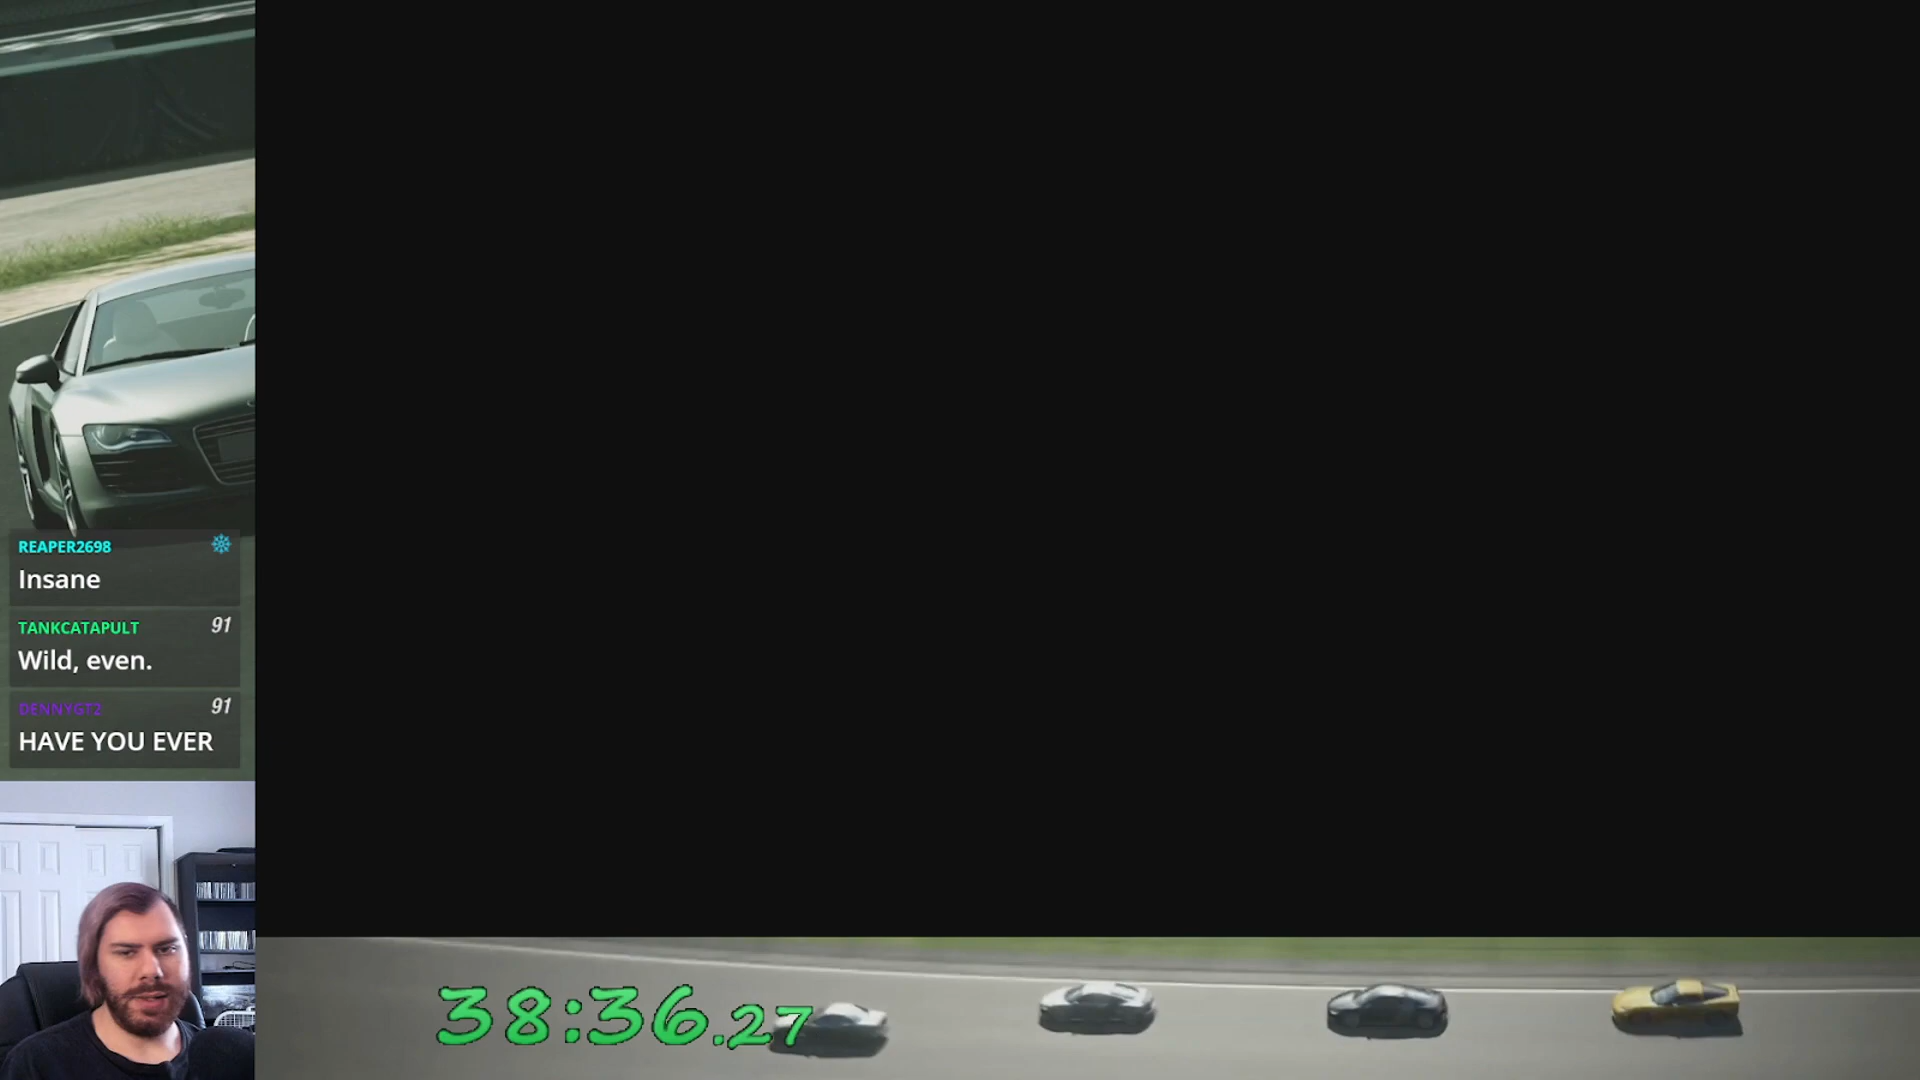 REAPER2698
Insane
TANKCATAPULT 91
Wild, even.
DENNYGT2 91
HAVE YOU EVER
38:36.27